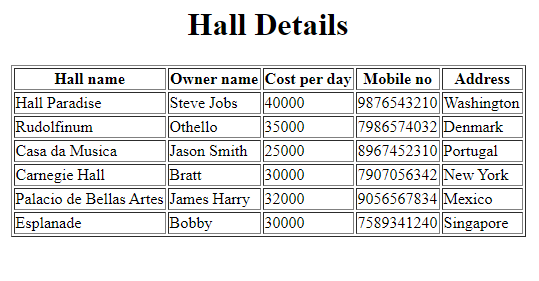 Hall Details
Hall name Owner name Cost per day Mobile no Address
Hall Paradise Steve Jobs 40000 9876543210 Washington
Rudolfinum Othello 35000 7986574032 Denmark
Casa da Musica Jason Smith 25000 8967452310 Portugal
Carnegie Hall Bratt 30000 7907056342 New York
Palacio de Bellas Artes James Harry 32000 9056567834 Mexico
Esplanade Bobby 30000 7589341240 Singapore